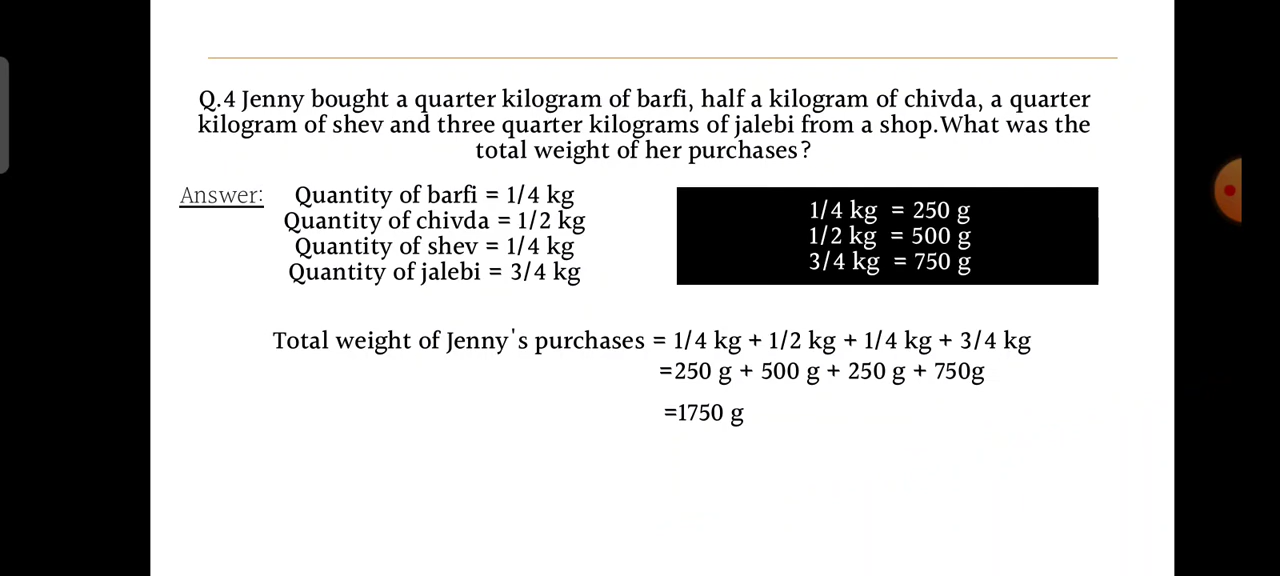 Q.4 Jenny bought a quarter kilogram of barfi, half a kilogram of chivda, a quarter
kilogram of shev and three quarter kilograms of jalebi from a shop.What was the
total weight of her purchases?
Answer:
Quantity of barfi = 1/4 kg
Quantity of chivda = 1/2 kg
Quantity of shev = 1/4 kg
Quantity of jalebi = 3/4 kg
1/4 kg = 250 g
1/2 kg = 500 g
3/4 kg = 750 g
Total weight of Jenny's purchases = 1/4 kg + 1/2 kg + 1/4 kg + 3/4 kg
=250 g + 500 g + 250 g + 750g
=1750 g